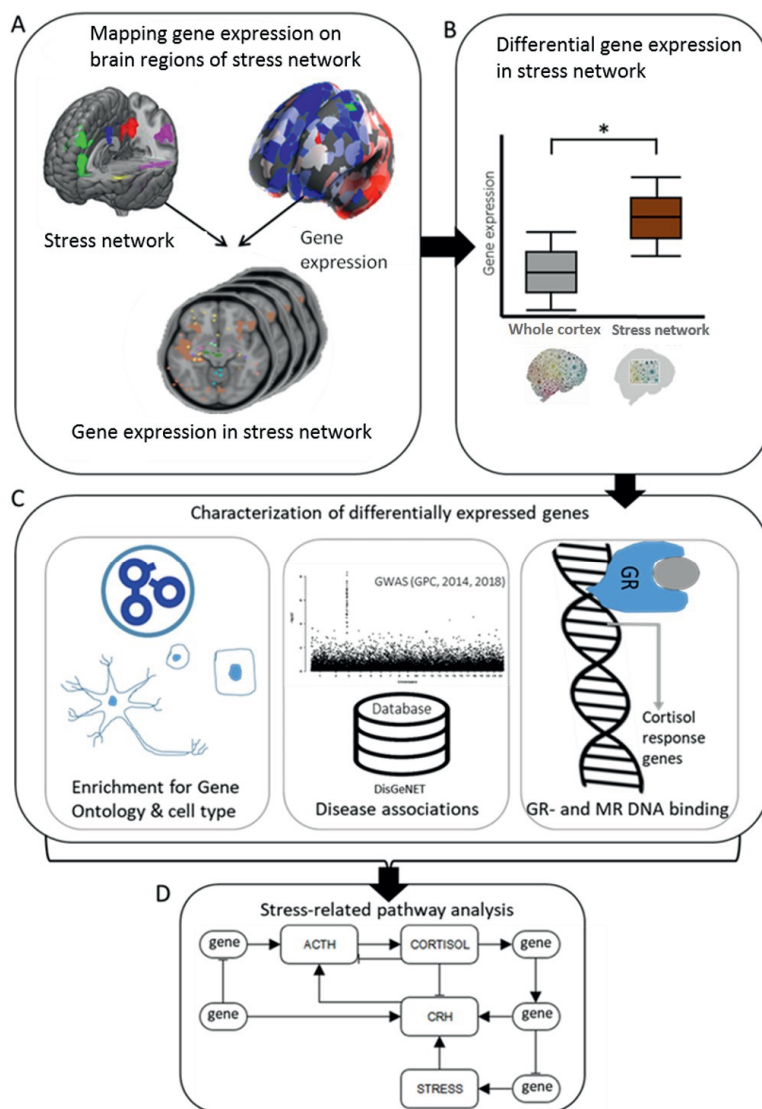 A
Mapping gene expression on
brain regions of stress network
Stress network
Gene
expression
Gene expression in stress network
B
Differential gene expression
in stress network
*
Gene expression
Whole cortex
Stress network
C
Characterization of differentially expressed genes
Enrichment for Gene
Ontology & cell type
GWAS (GPC, 2014, 2018)
Database
DisGeNET
Disease associations
GR
Cortisol
response
genes
GR- and MR DNA binding
D
Stress-related pathway analysis
gene
ACTH
CORTISOL
gene
gene
CRH
gene
STRESS
gene